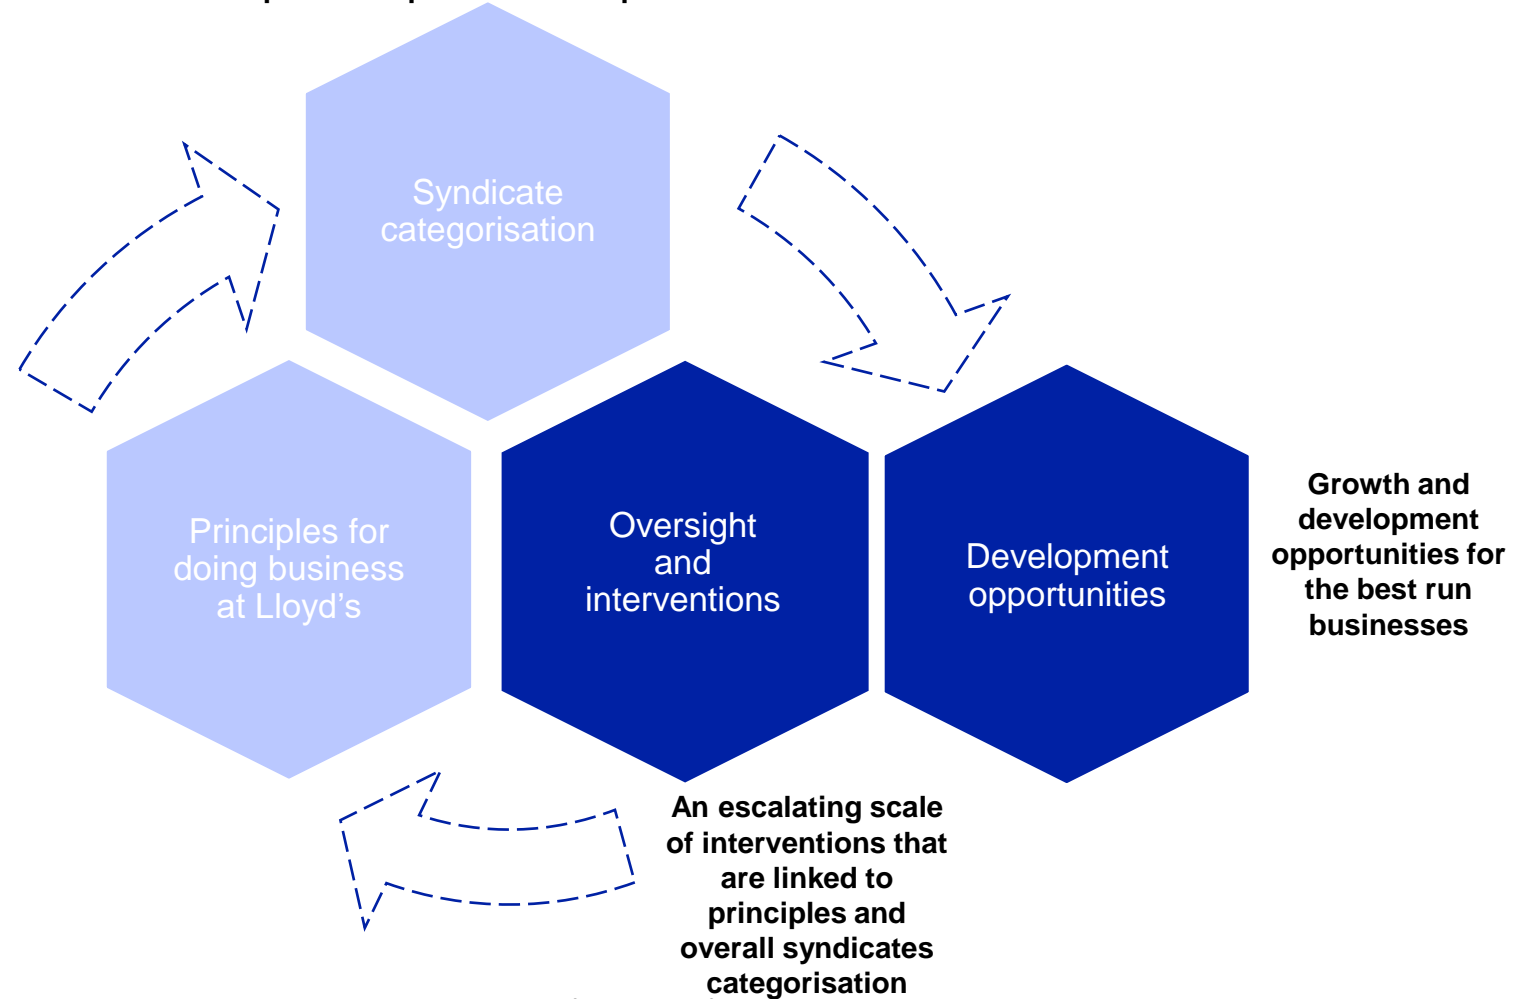 Syndicate
categorisation
Principles for
doing business
at Lloyd’s
Oversight
and
interventions
Development
opportunities
Growth and
development
opportunities for
the best run
businesses
An escalating scale
of interventions that
are linked to
principles and
overall syndicates
categorisation